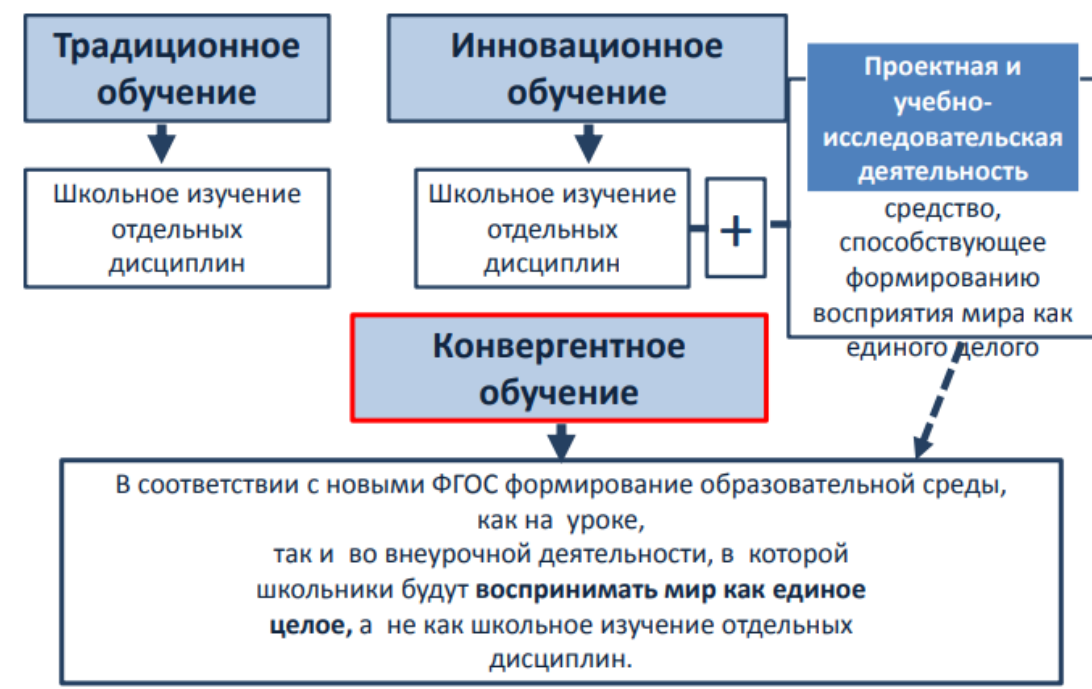 Традиционное
обучение
Школьное изучение
отдельных
дисциплин
Инновационное
обучение
Школьное изучение
отдельных
дисциплин
+
Проектная и
учебно-
исследовательская
деятельность
средство,
способствующее
формированию
восприятия мира как
единого делого
Конвергентное
обучение
В соответствии с новыми ФГОС формирование образовательной среды,
как на уроке,
так и во внеурочной деятельности, в которой
школьники будут воспринимать мир как единое
целое, а не как школьное изучение отдельных
дисциплин.